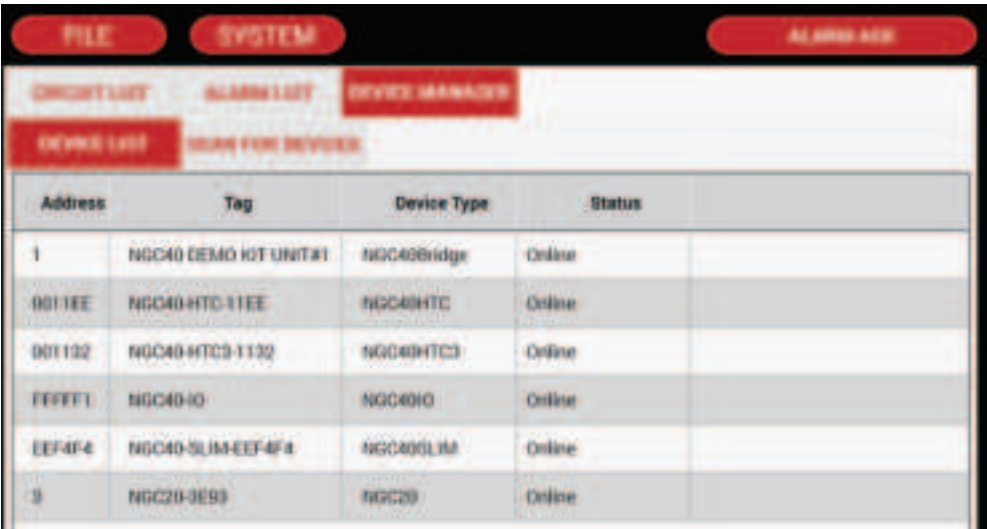 FILE SYSTEM ALARM ACK
CIRCUIT LIST ALARM LIST DEVICE MANAGER
DEVICE LIST SCAN FOR DEVICES
Address Tag Device Type Status
1 NGC40 DEMO KIT UNIT#1 NGC40Bridge Online
0011EE NGC40-HTC-11EE NGC40HTC Online
001132 NGC40-HTC3-1132 NGC40HTC3 Online
FFFFF1 NGC40-IO NGC40IO Online
EEF4F4 NGC40-SLIM-EEF4F4 NGC40SLIM Online
3 NGC20-3E93 NGC20 Online